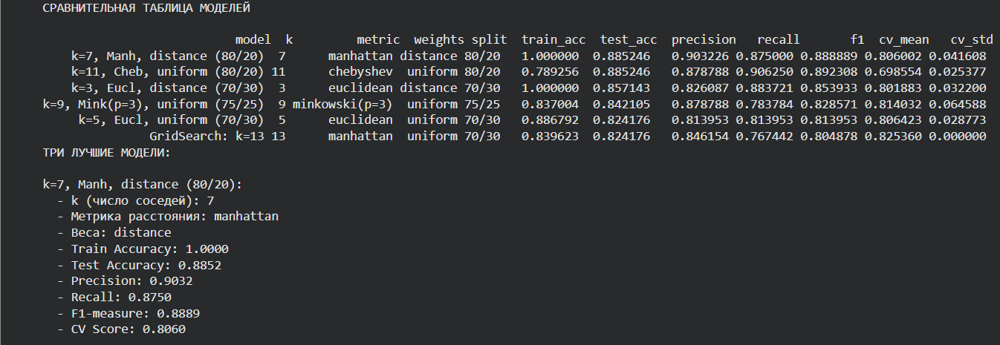 СРАВНИТЕЛЬНАЯ ТАБЛИЦА МОДЕЛЕЙ
model k metric weights split train_acc test_acc precision recall f1 cv_mean cv_std
k=7, Manh, distance (80/20) 7 manhattan distance 80/20 1.000000 0.885246 0.903226 0.875000 0.888889 0.806002 0.041608
k=11, Cheb, uniform (80/20) 11 chebyshev uniform 80/20 0.789256 0.885246 0.878788 0.906250 0.892308 0.698554 0.025377
k=3, Eucl, distance (70/30) 3 euclidean distance 70/30 1.000000 0.857143 0.826087 0.883721 0.853933 0.801883 0.032200
k=9, Mink(p=3), uniform (75/25) 9 minkowski(p=3) uniform 75/25 0.837004 0.842105 0.878788 0.783784 0.828571 0.814032 0.064588
k=5, Eucl, uniform (70/30) 5 euclidean uniform 70/30 0.886792 0.824176 0.813953 0.813953 0.813953 0.806423 0.028773
GridSearch: k=13 13 manhattan uniform 70/30 0.839623 0.824176 0.846154 0.767442 0.804878 0.825360 0.000000
ТРИ ЛУЧШИЕ МОДЕЛИ:
k=7, Manh, distance (80/20):
- k (число соседей): 7
- Метрика расстояния: manhattan
- Веса: distance
- Train Accuracy: 1.0000
- Test Accuracy: 0.8852
- Precision: 0.9032
- Recall: 0.8750
- F1-measure: 0.8889
- CV Score: 0.8060